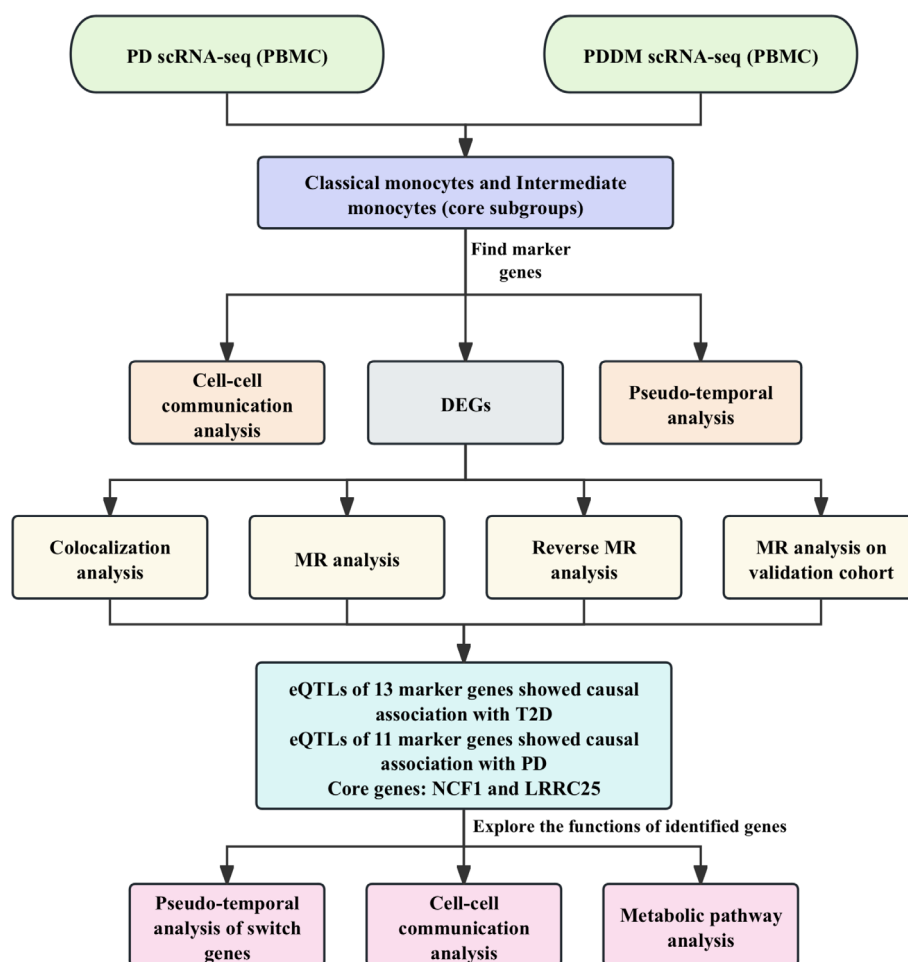 PD scRNA-seq (PBMC)
PDDM scRNA-seq (PBMC)
Classical monocytes and Intermediate
monocytes (core subgroups)
Find marker
genes
Cell-cell
communication
analysis
DEGs
Pseudo-temporal
analysis
Colocalization
analysis
MR analysis
Reverse MR
analysis
MR analysis on
validation cohort
eQTLs of 13 marker genes showed causal
association with T2D
eQTLs of 11 marker genes showed causal
association with PD
Core genes: NCF1 and LRRC25
Explore the functions of identified genes
Pseudo-temporal
analysis of switch
genes
Cell-cell
communication
analysis
Metabolic pathway
analysis